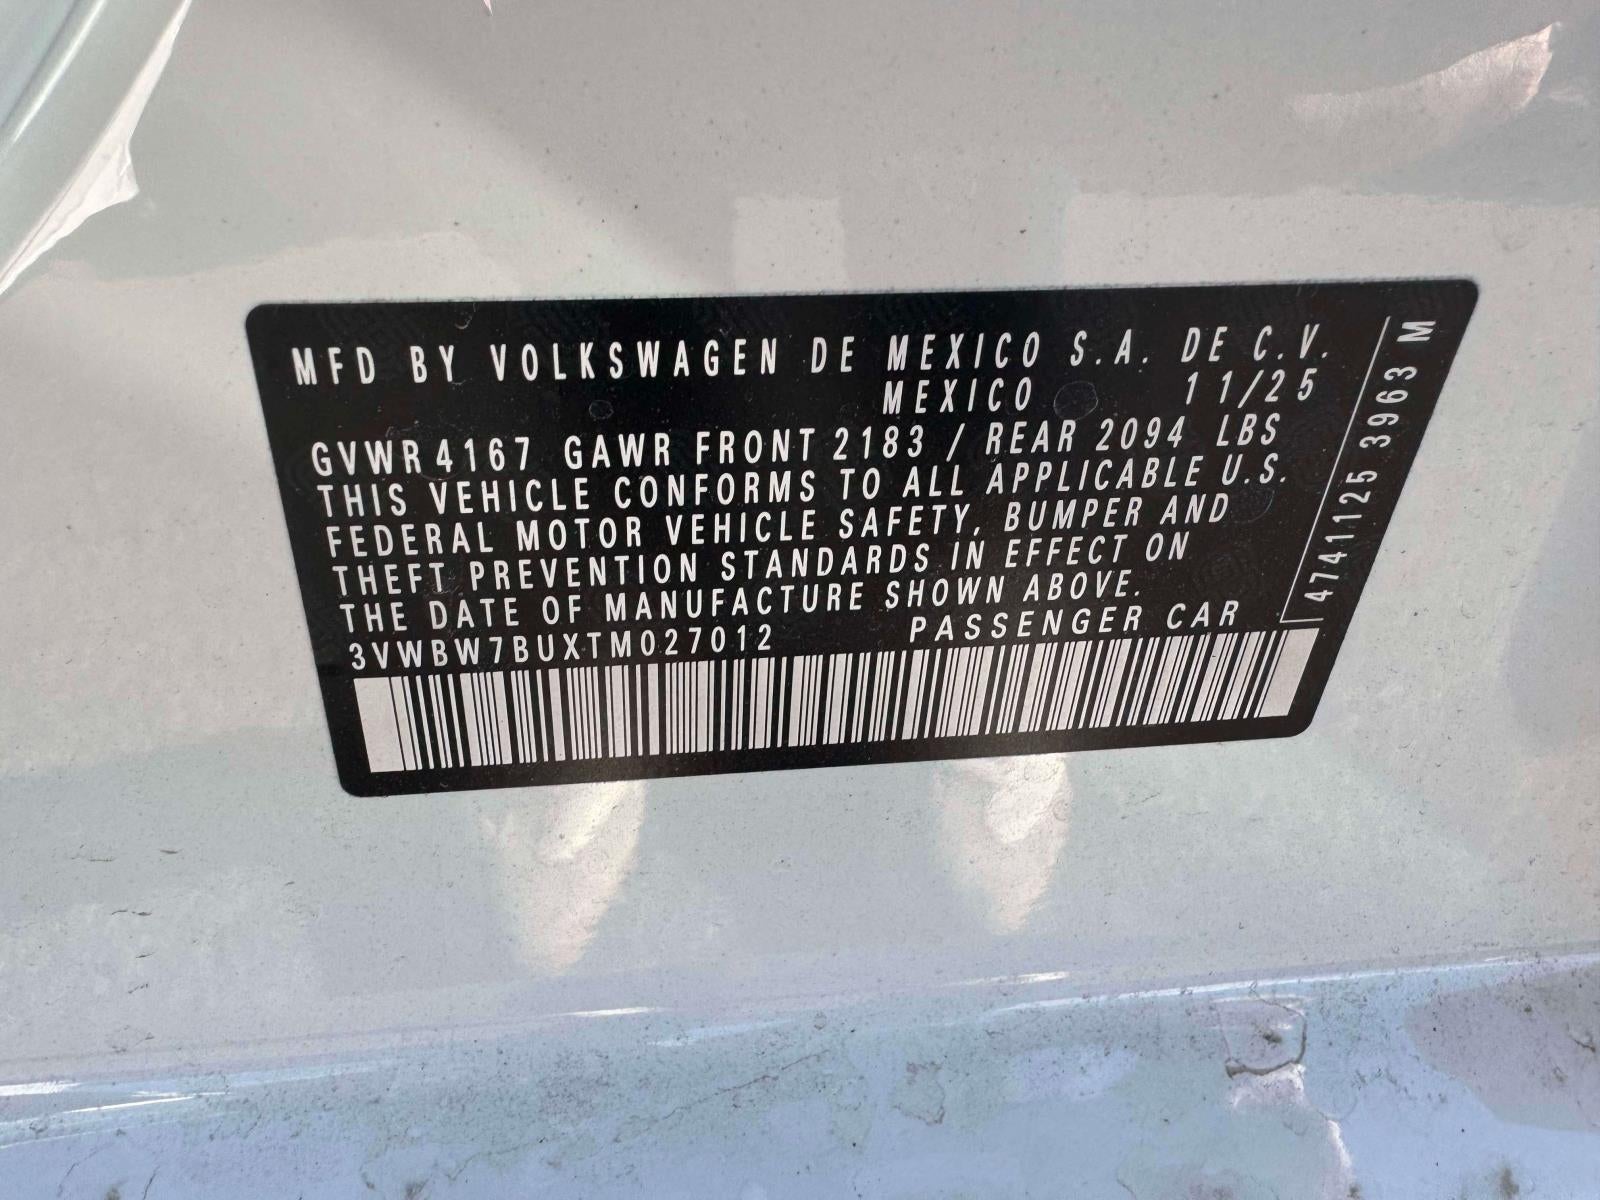 MFD BY VOLKSWAGEN DE MEXICO S.A. DE C.V.
MEXICO 11/25
GVWR 4167 GAWR FRONT 2183 / REAR 2094 LBS
THIS VEHICLE CONFORMS TO ALL APPLICABLE U.S.
FEDERAL MOTOR VEHICLE SAFETY, BUMPER AND
THEFT PREVENTION STANDARDS IN EFFECT ON
THE DATE OF MANUFACTURE SHOWN ABOVE.
3VWBW7BUXTM027012 PASSENGER CAR
4741125 3963 M